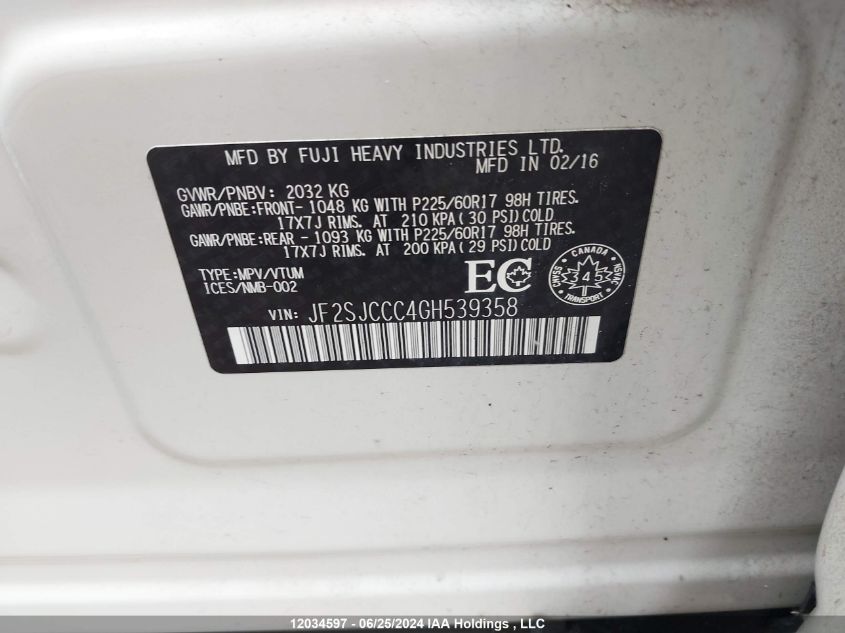 MFD BY FUJI HEAVY INDUSTRIES LTD.
MFD IN 02/16
GVWR/PNBV: 2032 KG
GAWR/PNBE:FRONT- 1048 KG WITH P225/60R17 98H TIRES.
17X7J RIMS. AT 210 KPA(30 PSI)COLD
GAWR/PNBE:REAR - 1093 KG WITH P225/60R17 98H TIRES.
17X7J RIMS. AT 200 KPA(29 PSI)COLD
TYPE:MPV/VTUM
ICES/NMB-002
EC
CANADA
CMVSS
345
NSVAC
TRANSPORT
VIN: JF2SJCCC4GH539358
12034597 - 06/25/2024 IAA Holdings , LLC